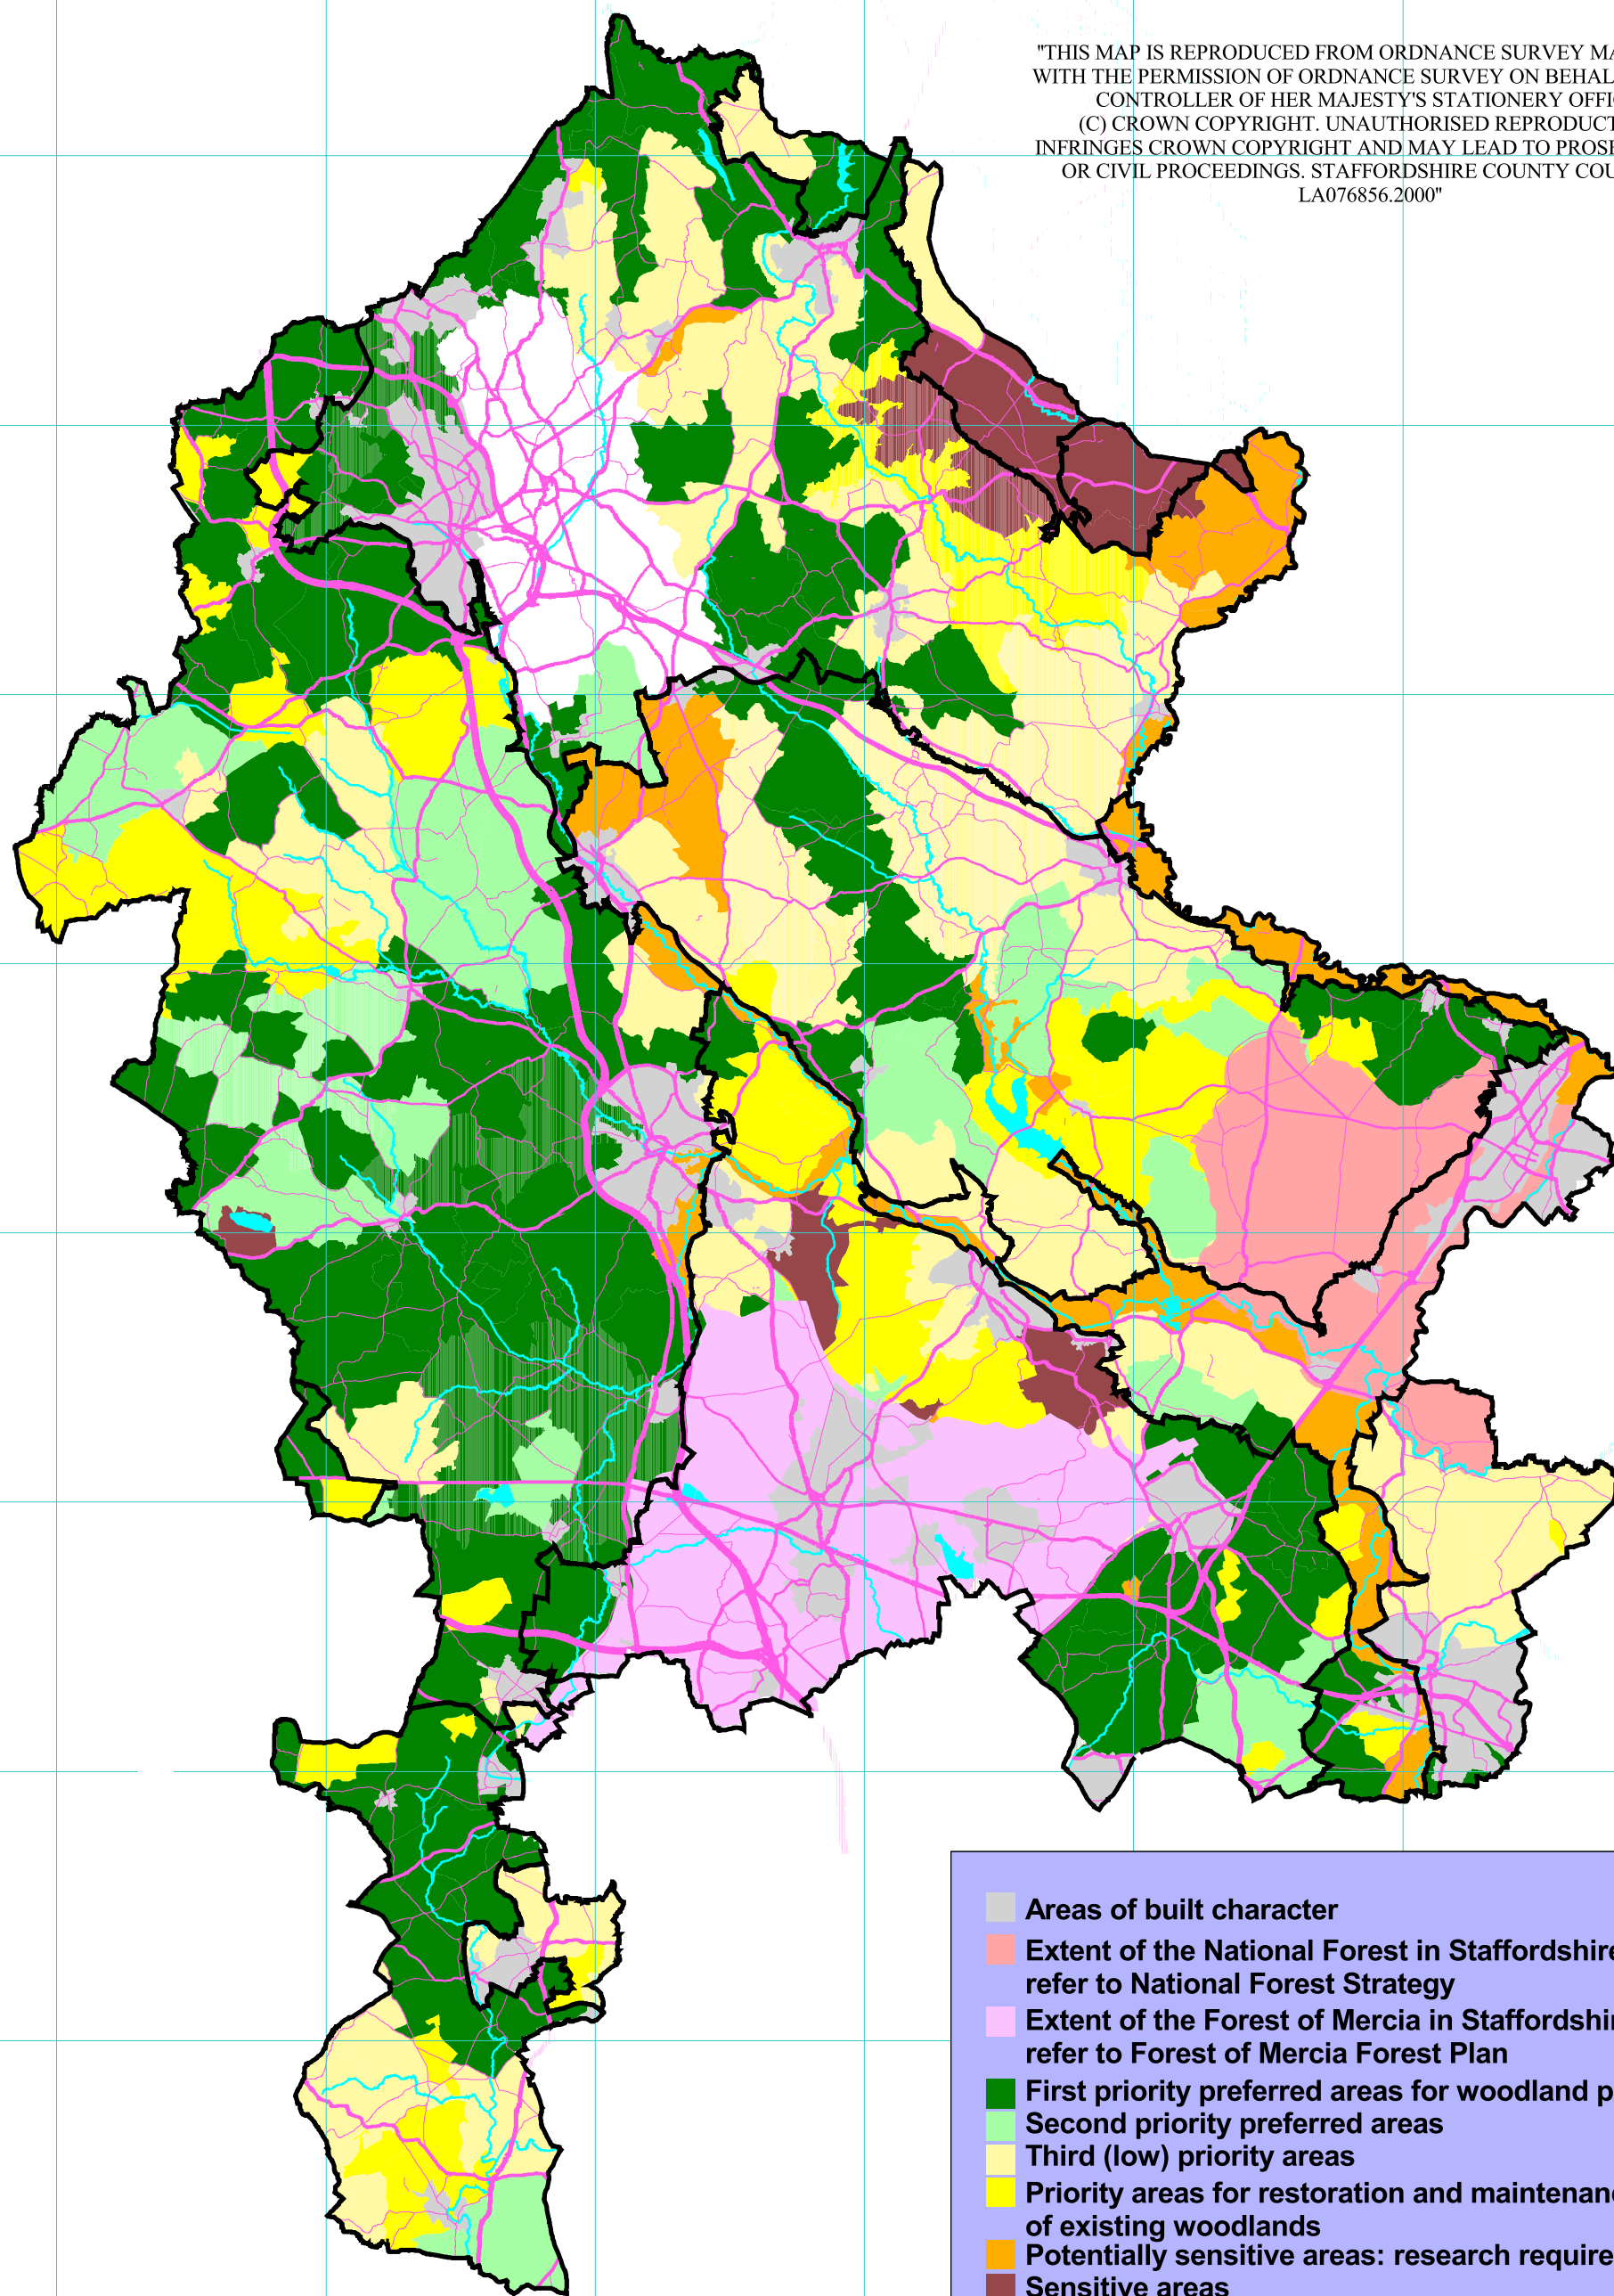 "THIS MAP IS REPRODUCED FROM ORDNANCE SURVEY MA
WITH THE PERMISSION OF ORDNANCE SURVEY ON BEHAL
CONTROLLER OF HER MAJESTY'S STATIONERY OFFI
(C) CROWN COPYRIGHT. UNAUTHORISED REPRODUCT
INFRINGES CROWN COPYRIGHT AND MAY LEAD TO PROSE
OR CIVIL PROCEEDINGS. STAFFORDSHIRE COUNTY COU
LA076856.2000"
Areas of built character
Extent of the National Forest in Staffordshire
refer to National Forest Strategy
Extent of the Forest of Mercia in Staffordshi
refer to Forest of Mercia Forest Plan
First priority preferred areas for woodland p
Second priority preferred areas
Third (low) priority areas
Priority areas for restoration and maintenan
of existing woodlands
Potentially sensitive areas: research require
Sensitive areas